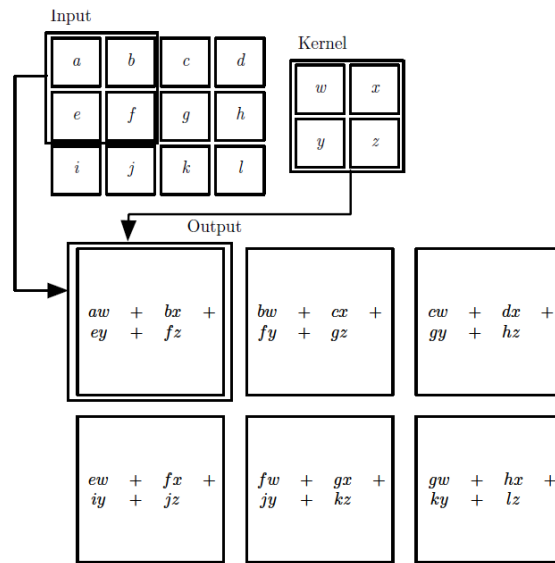 Input
a b c d
e f g h
i j k l
Kernel
w x
y z
Output
aw + bx +
ey + fz
bw + cx +
fy + gz
cw + dx +
gy + hz
ew + fx +
iy + jz
fw + gx +
jy + kz
gw + hx +
ky + lz